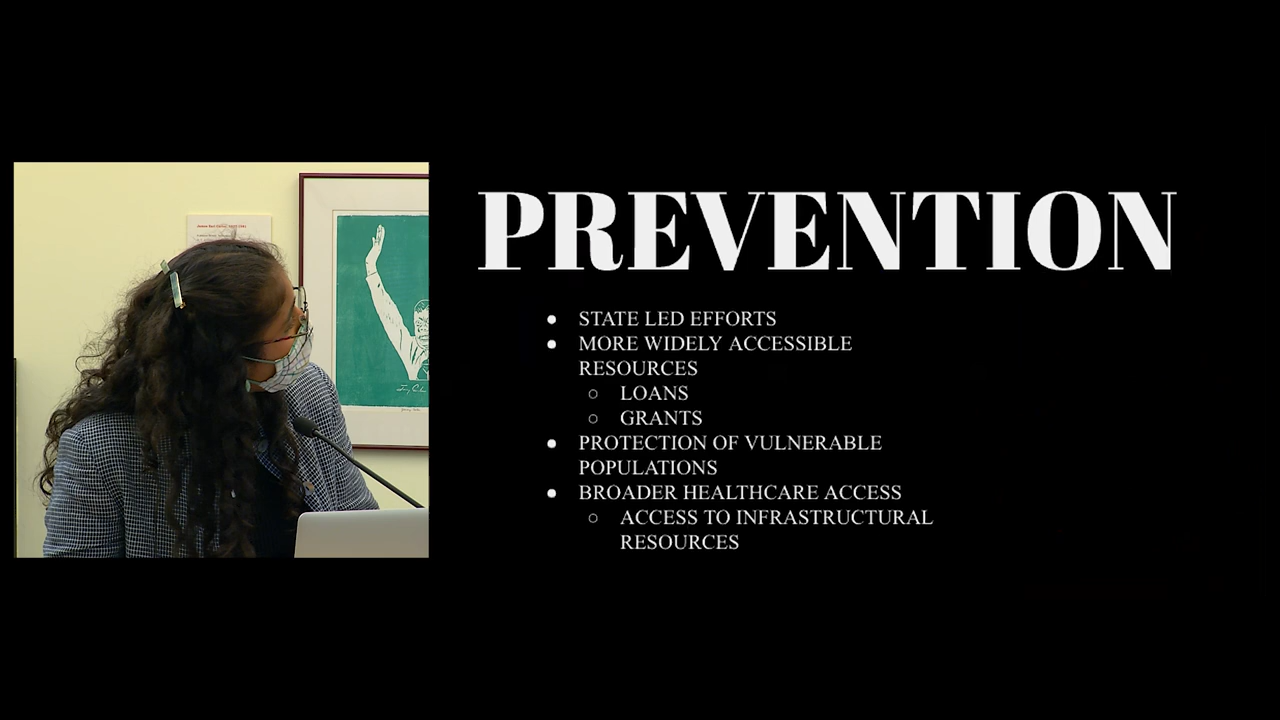 PREVENTION
● STATE LED EFFORTS
● MORE WIDELY ACCESSIBLE
RESOURCES
○ LOANS
○ GRANTS
● PROTECTION OF VULNERABLE
POPULATIONS
● BROADER HEALTHCARE ACCESS
○ ACCESS TO INFRASTRUCTURAL
RESOURCES